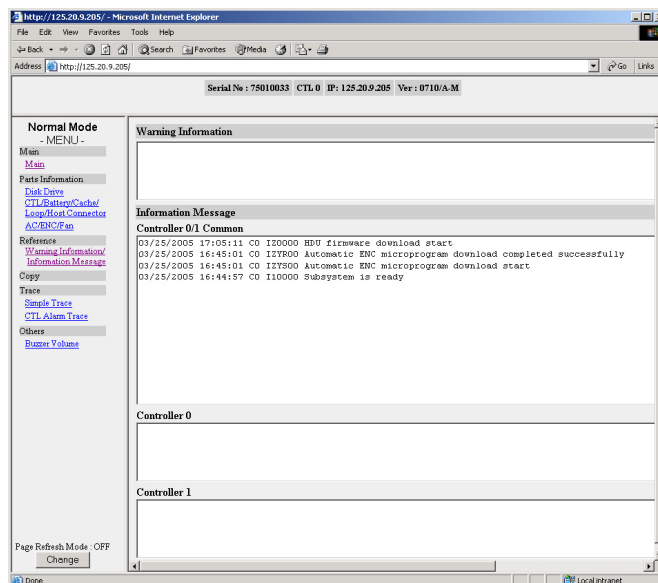 http://125.20.9.205/ - Microsoft Internet Explorer
File Edit View Favorites Tools Help
Back Search Favorites Media
Address http://125.20.9.205/ Go Links
Serial No : 75010033 CTL 0 IP: 125.20.9.205 Ver : 0710/A-M
Normal Mode
- MENU -
Main
Main
Parts Information
Disk Drive
CTL/Battery/Cache/
Loop/Host Connector
AC/ENC/Fan
Reference
Warning Information/
Information Message
Copy
Trace
Simple Trace
CTL Alarm Trace
Others
Buzzer Volume
Page Refresh Mode : OFF
Change
Warning Information
Information Message
Controller 0/1 Common
03/25/2005 17:05:11 C0 IZ0000 HDU firmware download start
03/25/2005 16:45:01 C0 IZYR00 Automatic ENC microprogram download completed successfully
03/25/2005 16:45:01 C0 IZYS00 Automatic ENC microprogram download start
03/25/2005 16:44:57 C0 I10000 Subsystem is ready
Controller 0
Controller 1
Done
Local intranet